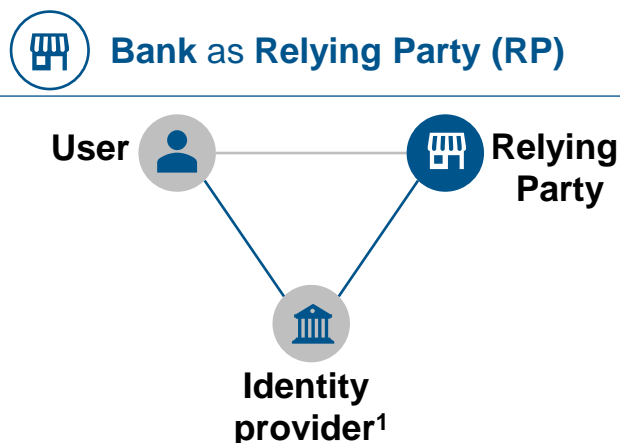 Bank as Relying Party (RP)
User
Relying
Party
Identity
provider¹